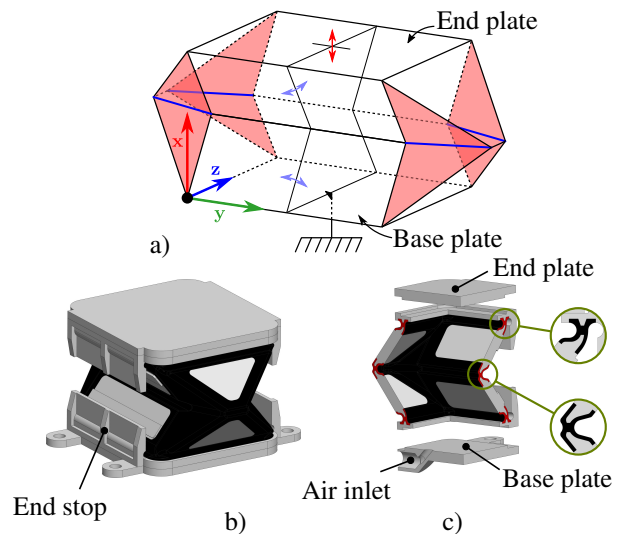 End plate
x
z
y
Base plate
a)
End plate
Air inlet
Base plate
End stop
b)
c)